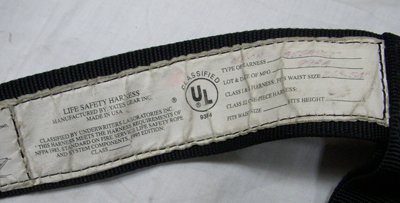 LIFE SAFETY HARNESS
MANUFACTURED BY YATES GEAR INC.
MADE IN USA
CLASSIFIED BY UNDERWRITERS LABORATORIES INC.®
THIS HARNESS MEETS THE HARNESS REQUIREMENTS OF
NFPA 1983, STANDARD ON FIRE SERVICE LIFE SAFETY ROPE
AND SYSTEM COMPONENTS, 1995 EDITION.
CLASS
CLASSIFIED
UL
®
93F4
TYPE OF HARNESS
LOT & DATE OF MFG.
CLASS I & II HARNESS: FITS WAIST SIZE
CLASS III ONE-PIECE HARNESS:
FITS WAIST SIZE FITS HEIGHT